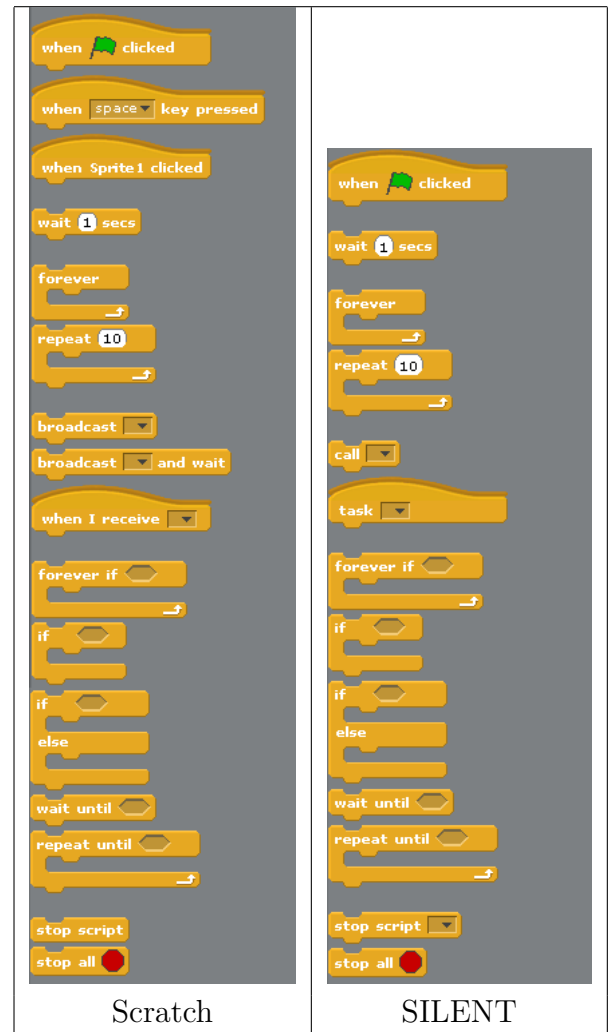 when clicked
when space key pressed
when Sprite1 clicked
wait 1 secs
forever
repeat 10
broadcast
broadcast and wait
when I receive
forever if
if
if
else
wait until
repeat until
stop script
stop all
Scratch
when clicked
wait 1 secs
forever
repeat 10
call
task
forever if
if
if
else
wait until
repeat until
stop script
stop all
SILENT